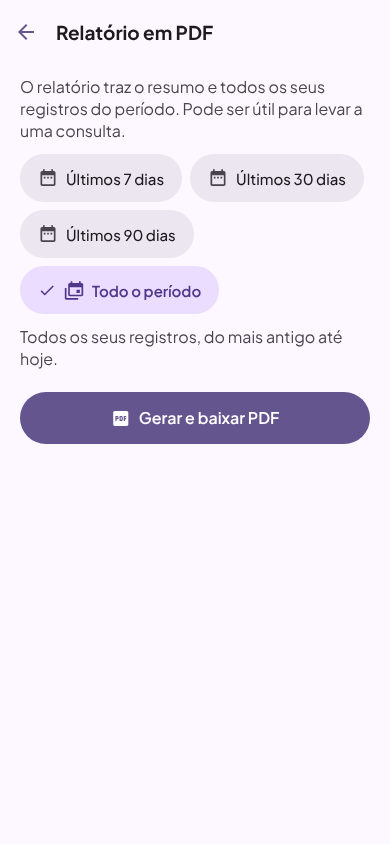 Relatório em PDF
O relatório traz o resumo e todos os seus
registros do período. Pode ser útil para levar a
uma consulta.
Últimos 7 dias
Últimos 30 dias
Últimos 90 dias
Todo o período
Todos os seus registros, do mais antigo até
hoje.
PDF Gerar e baixar PDF